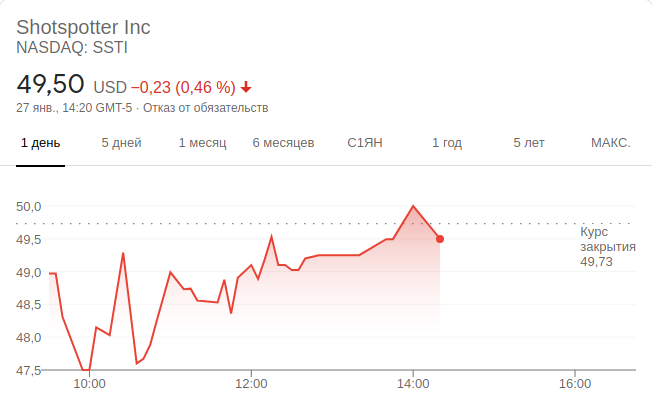 Shotspotter Inc
NASDAQ: SSTI
49,50 USD −0,23 (0,46 %)
27 янв., 14:20 GMT-5 · Отказ от обязательств
1 день 5 дней 1 месяц 6 месяцев С1ЯН 1 год 5 лет МАКС.
50,0
49,5
49,0
48,5
48,0
47,5
Курс
закрытия
49,73
10:00 12:00 14:00 16:00